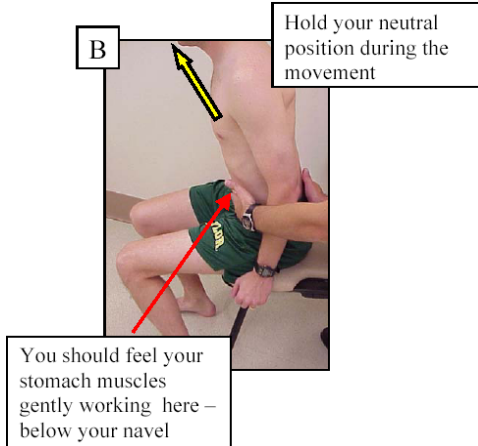 B
Hold your neutral
position during the
movement
You should feel your
stomach muscles
gently working here –
below your navel